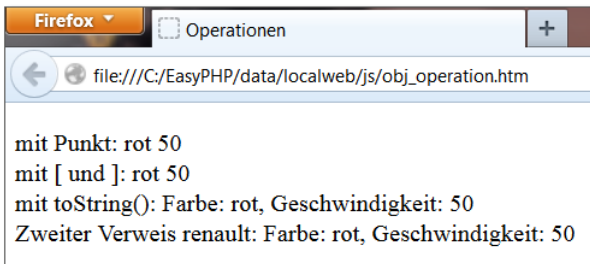 Firefox
Operationen
+
file:///C:/EasyPHP/data/localweb/js/obj_operation.htm
mit Punkt: rot 50
mit [ und ]: rot 50
mit toString(): Farbe: rot, Geschwindigkeit: 50
Zweiter Verweis renault: Farbe: rot, Geschwindigkeit: 50